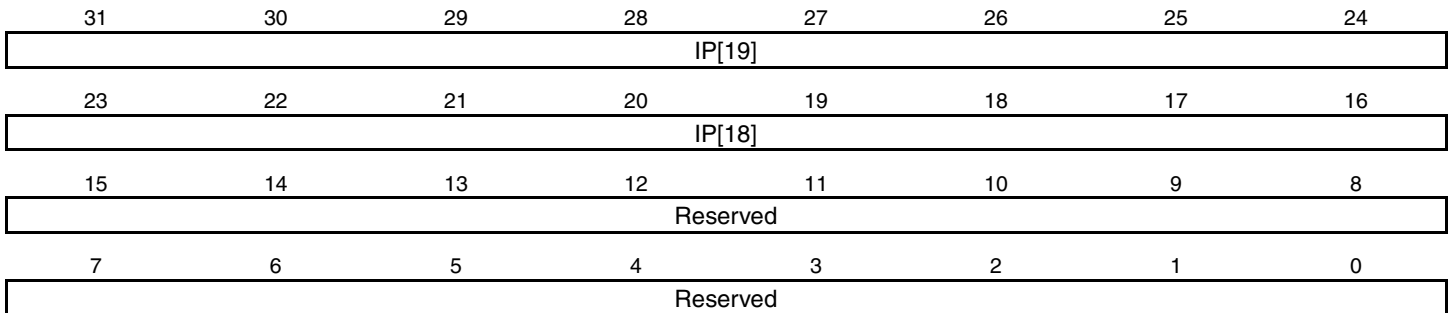 31 30 29 28 27 26 25 24
IP[19]
23 22 21 20 19 18 17 16
IP[18]
15 14 13 12 11 10 9 8
Reserved
7 6 5 4 3 2 1 0
Reserved